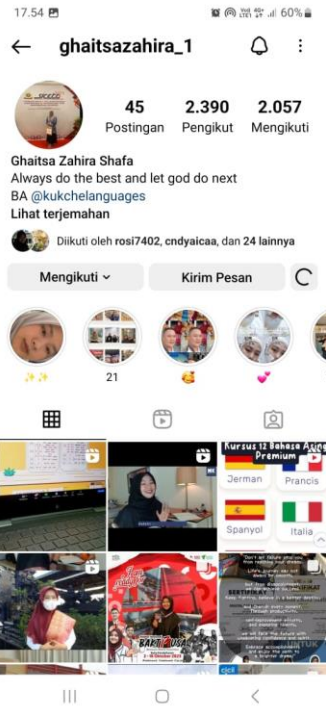 17.54
60%
ghaitsazahira_1
45
2.390
2.057
Postingan
Pengikut
Mengikuti
Ghaitsa Zahira Shafa
Always do the best and let god do next
BA @kukchelanguages
Lihat terjemahan
Diikuti oleh rosi7402, cndyaicaa, dan 24 lainnya
Mengikuti
Kirim Pesan
21
Kursus 12 Bahasa Asing
Premium
Jerman
Prancis
Spanyol
Italia